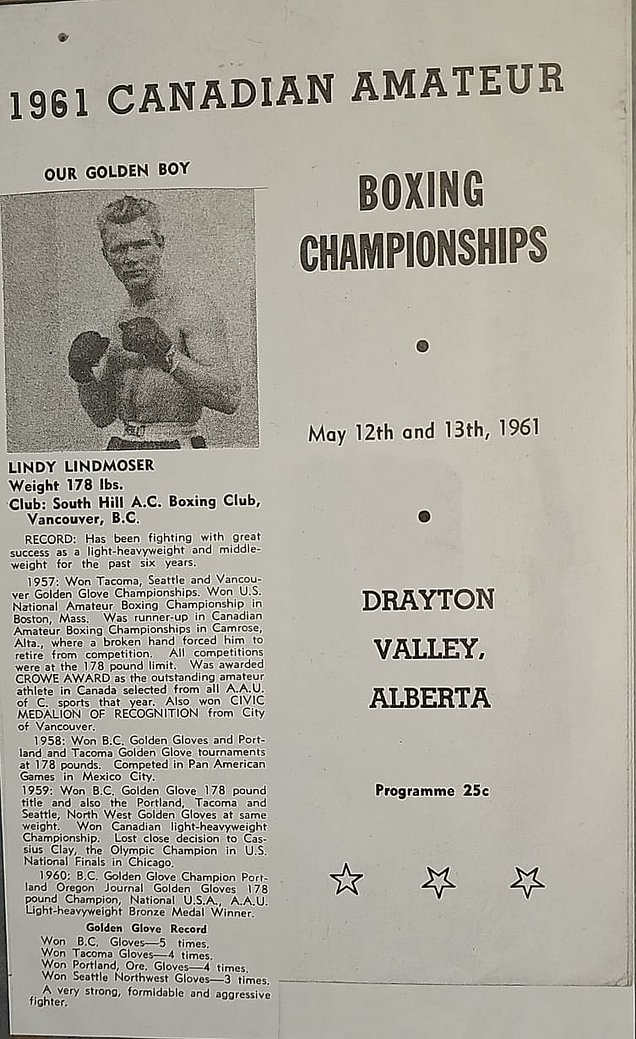 1961 CANADIAN AMATEUR
OUR GOLDEN BOY
LINDY LINDMOSER
Weight 178 lbs.
Club: South Hill A.C. Boxing Club,
Vancouver, B.C.
RECORD: Has been fighting with great
success as a light-heavyweight and middle-
weight for the past six years.
1957: Won Tacoma, Seattle and Vancou-
ver Golden Glove Championships. Won U.S.
National Amateur Boxing Championship in
Boston, Mass. Was runner-up in Canadian
Amateur Boxing Championships in Camrose,
Alta., where a broken hand forced him to
retire from competition. All competitions
were at the 178 pound limit. Was awarded
CROWE AWARD as the outstanding amateur
athlete in Canada selected from all A.A.U.
of C. sports that year. Also won CIVIC
MEDALION OF RECOGNITION from City
of Vancouver.
1958: Won B.C. Golden Gloves and Port-
land and Tacoma Golden Glove tournaments
at 178 pounds. Competed in Pan American
Games in Mexico City.
1959: Won B.C. Golden Glove 178 pound
title and also the Portland, Tacoma and
Seattle, North West Golden Gloves at same
weight. Won Canadian light-heavyweight
Championship. Lost close decision to Cas-
sius Clay, the Olympic Champion in U.S.
National Finals in Chicago.
1960: B.C. Golden Glove Champion Port-
land Oregon Journal Golden Gloves 178
pound Champion, National U.S.A., A.A.U.
Light-heavyweight Bronze Medal Winner.
Golden Glove Record
Won B.C. Gloves—5 times.
Won Tacoma Gloves—4 times.
Won Portland, Ore. Gloves—4 times.
Won Seattle Northwest Gloves—3 times.
A very strong, formidable and aggressive
fighter.
BOXING
CHAMPIONSHIPS
May 12th and 13th, 1961
DRAYTON
VALLEY,
ALBERTA
Programme 25c